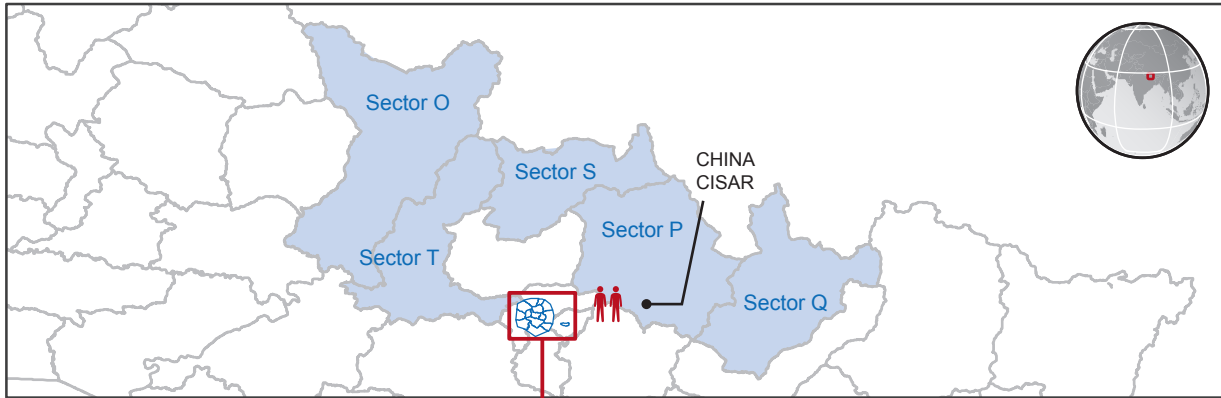 Sector O
Sector S
CHINA
CISAR
Sector P
Sector T
Sector Q